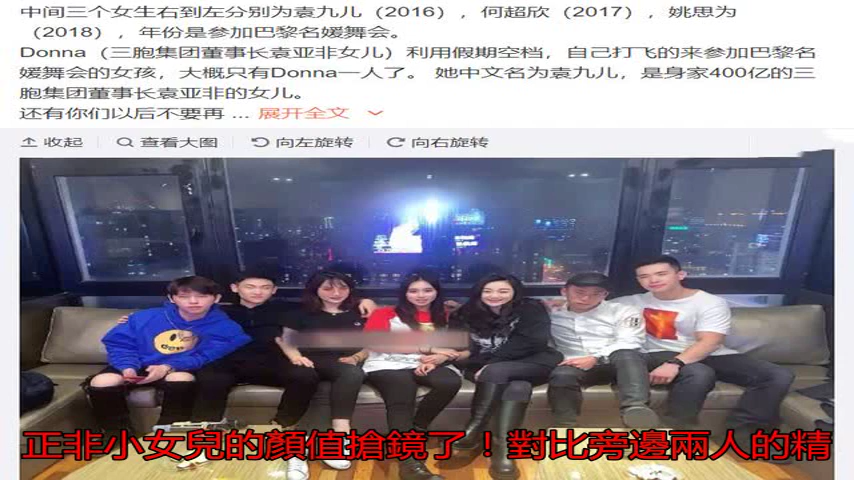 中间三个女生右到左分别为袁九儿（2016），何超欣（2017），姚思为
（2018），年份是参加巴黎名媛舞会。
Donna（三胞集团董事长袁亚非女儿）利用假期空档，自己打飞的来参加巴黎名
媛舞会的女孩，大概只有Donna一人了。 她中文名为袁九儿，是身家400亿的三
胞集团董事长袁亚非的女儿。
还有你们以后不要再 ... 展开全文
收起 查看大图 向左旋转 向右旋转
正非小女兒的顏值搶鏡了！對比旁邊兩人的精